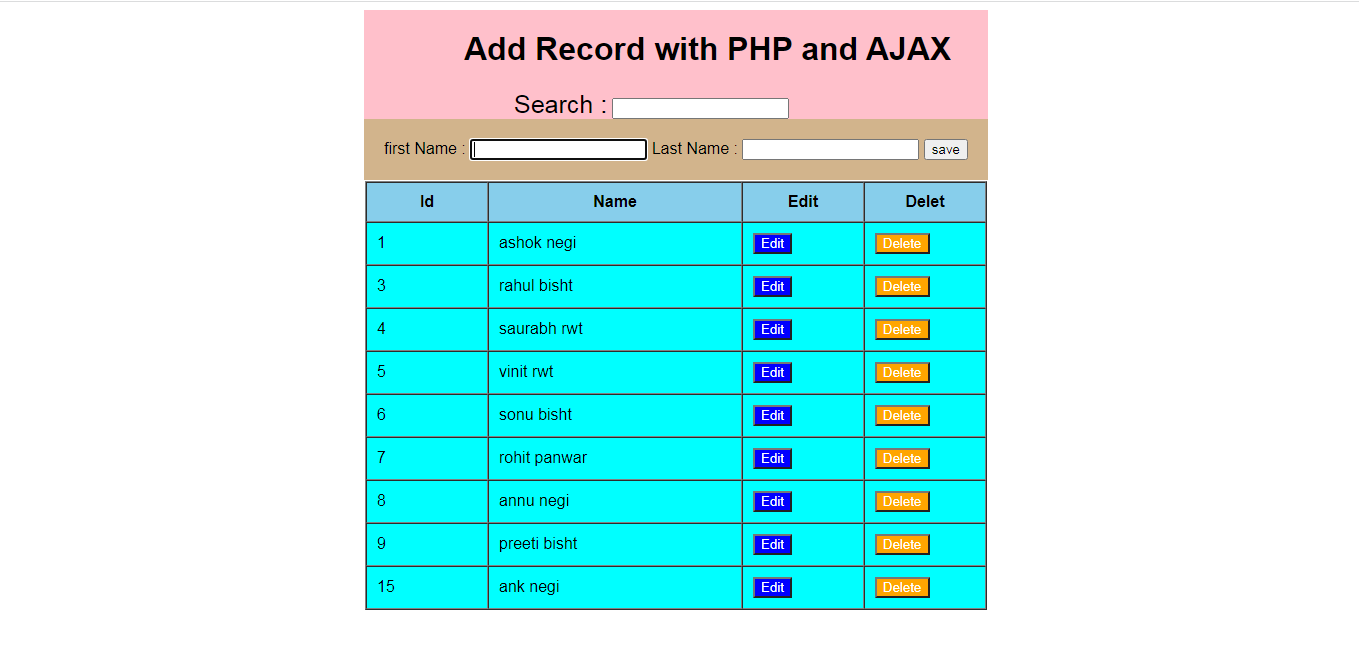 Add Record with PHP and AJAX
Search :
first Name : Last Name : save
Id Name Edit Delet
1 ashok negi Edit Delete
3 rahul bisht Edit Delete
4 saurabh rwt Edit Delete
5 vinit rwt Edit Delete
6 sonu bisht Edit Delete
7 rohit panwar Edit Delete
8 annu negi Edit Delete
9 preeti bisht Edit Delete
15 ank negi Edit Delete